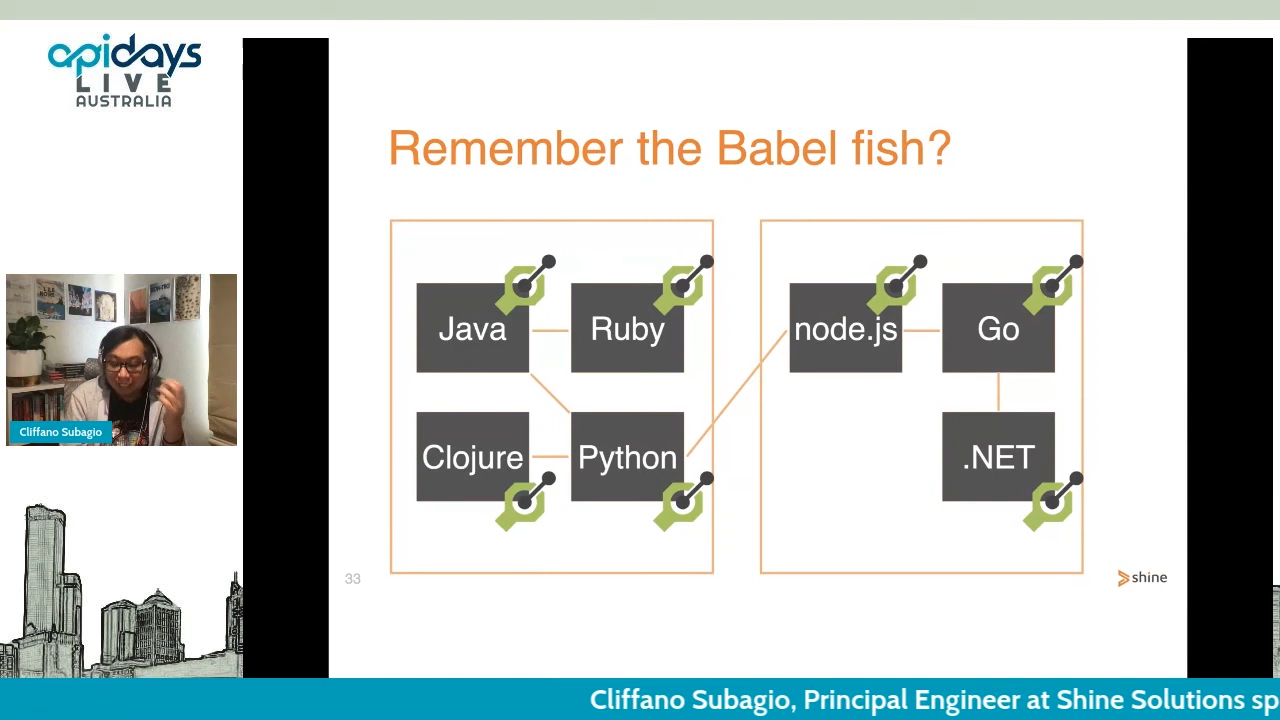 apidays
LIVE
AUSTRALIA
Remember the Babel fish?
Java
Ruby
node.js
Go
Clojure
Python
.NET
33
shine
Cliffano Subagio
Cliffano Subagio, Principal Engineer at Shine Solutions sp